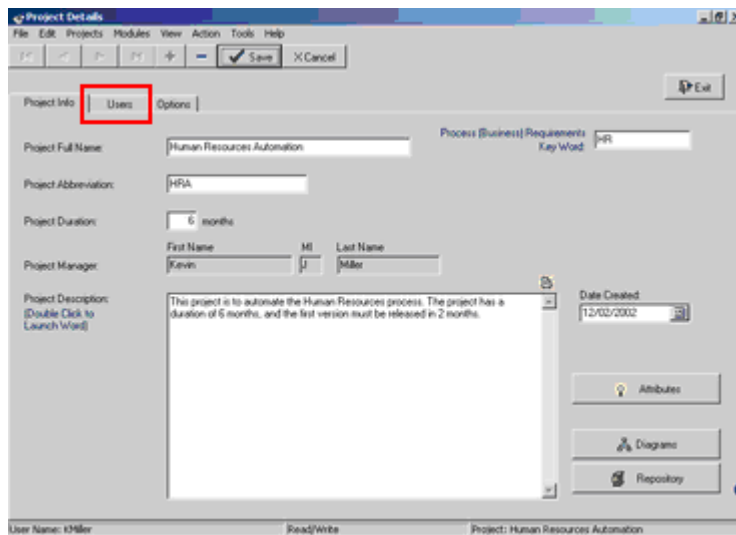 Project Details
File Edit Projects Modules View Action Tools Help
Save Cancel
Exit
Project Info Users Options
Project Full Name: Human Resources Automation
Process (Business) Requirements
Key Word: HR
Project Abbreviation: HRA
Project Duration: 6 months
First Name MI Last Name
Project Manager: Kevin J Miller
Project Description:
(Double Click to
Launch Word)
This project is to automate the Human Resources process. The project has a
duration of 6 months, and the first version must be released in 2 months.
Date Created:
12/02/2002
Attributes
Diagrams
Repository
User Name: KMiller Read/Write Project: Human Resources Automation